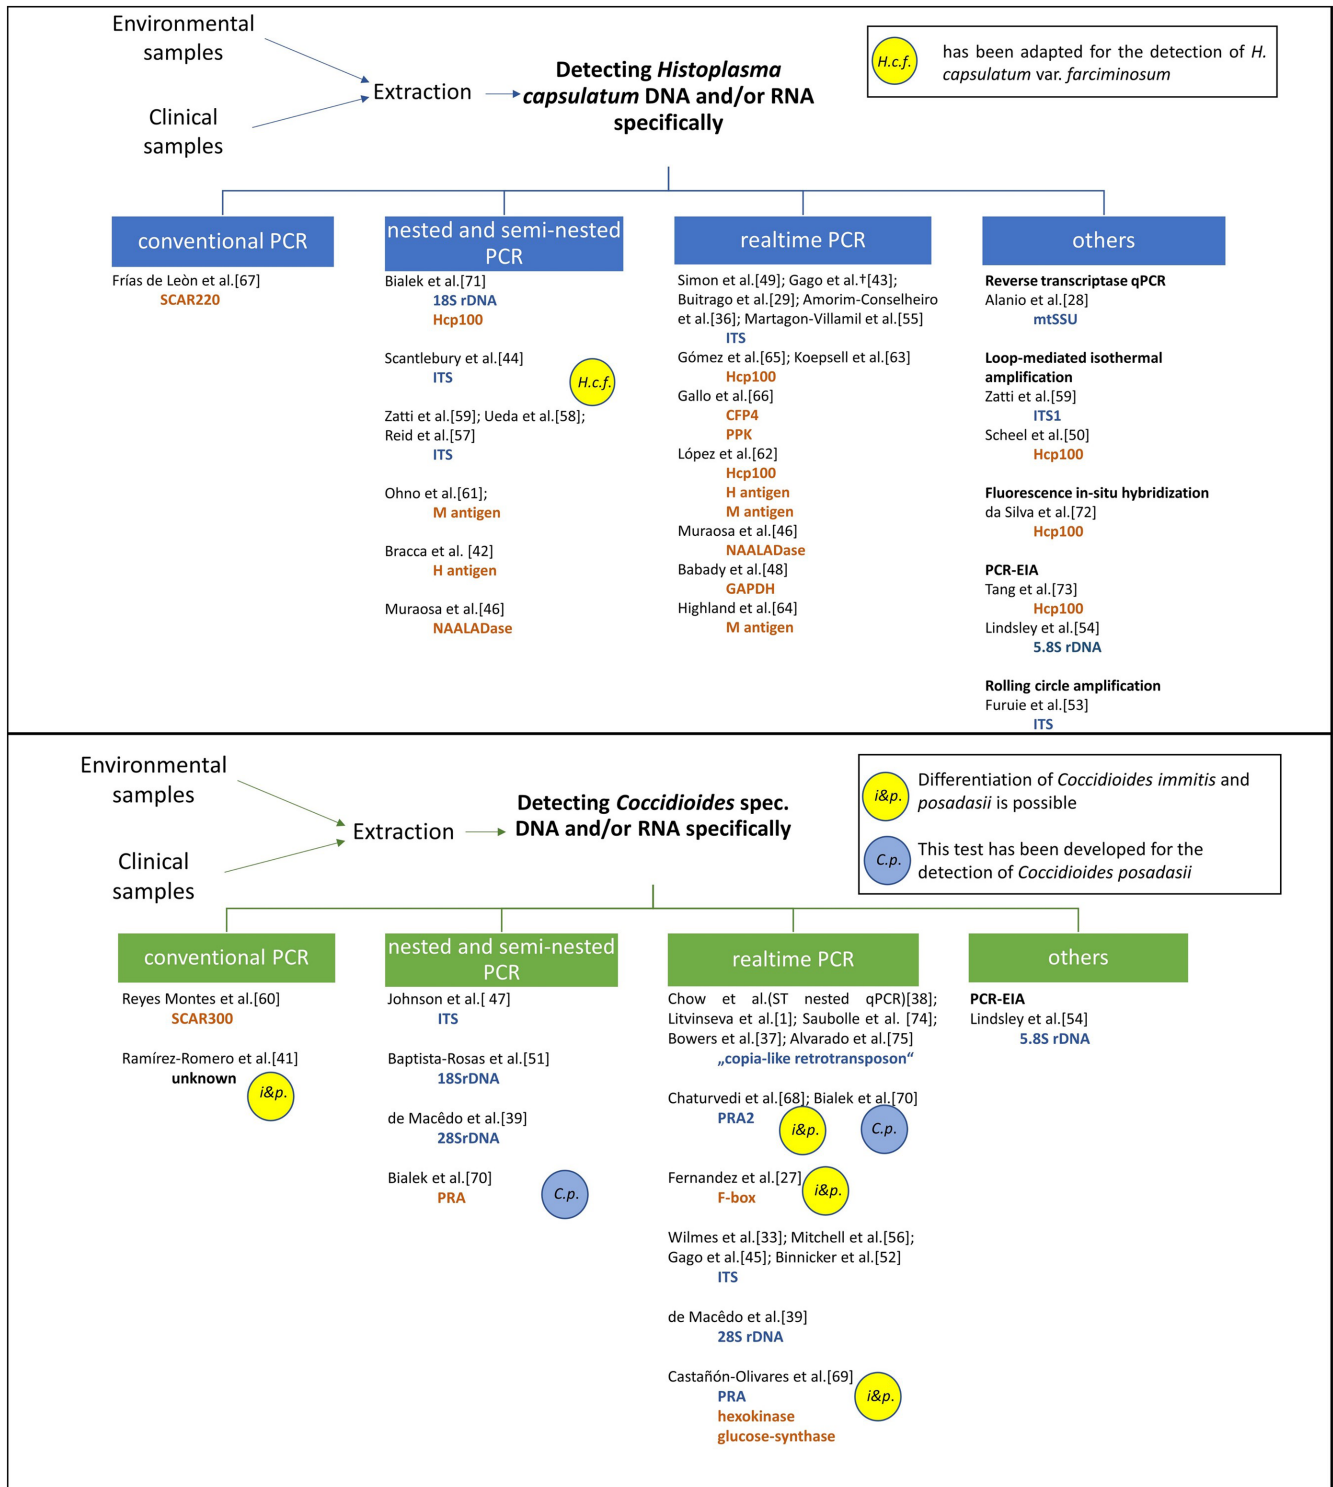 Environmental
samples
Clinical
samples
Extraction
Detecting Histoplasma
capsulatum DNA and/or RNA
specifically
H.c.f.
has been adapted for the detection of H.
capsulatum var. farciminosum
conventional PCR
Frías de Leòn et al.[67]
SCAR220
nested and semi-nested
PCR
Bialek et al.[71]
18S rDNA
Hcp100
Scantlebury et al.[44]
ITS
H.c.f.
Zatti et al.[59]; Ueda et al.[58];
Reid et al.[57]
ITS
Ohno et al.[61];
M antigen
Bracca et al. [42]
H antigen
Muraosa et al.[46]
NAALADase
realtime PCR
Simon et al.[49]; Gago et al.†[43];
Buitrago et al.[29]; Amorim-Conselheiro
et al.[36]; Martagon-Villamil et al.[55]
ITS
Gómez et al.[65]; Koepsell et al.[63]
Hcp100
Gallo et al.[66]
CFP4
PPK
López et al.[62]
Hcp100
H antigen
M antigen
Muraosa et al.[46]
NAALADase
Babady et al.[48]
GAPDH
Highland et al.[64]
M antigen
others
Reverse transcriptase qPCR
Alanio et al.[28]
mtSSU
Loop-mediated isothermal
amplification
Zatti et al.[59]
ITS1
Scheel et al.[50]
Hcp100
Fluorescence in-situ hybridization
da Silva et al.[72]
Hcp100
PCR-EIA
Tang et al.[73]
Hcp100
Lindsley et al.[54]
5.8S rDNA
Rolling circle amplification
Furuie et al.[53]
ITS
Environmental
samples
Clinical
samples
Extraction
Detecting Coccidioides spec.
DNA and/or RNA specifically
i&p.
Differentiation of Coccidioides immitis and
posadasii is possible
C.p.
This test has been developed for the
detection of Coccidioides posadasii
conventional PCR
Reyes Montes et al.[60]
SCAR300
Ramírez-Romero et al.[41]
unknown
i&p.
nested and semi-nested
PCR
Johnson et al.[ 47]
ITS
Baptista-Rosas et al.[51]
18SrDNA
de Macêdo et al.[39]
28SrDNA
Bialek et al.[70]
PRA
C.p.
realtime PCR
Chow et al.(ST nested qPCR)[38];
Litvinseva et al.[1]; Saubolle et al. [74];
Bowers et al.[37]; Alvarado et al.[75]
„copia-like retrotransposon“
Chaturvedi et al.[68]; Bialek et al.[70]
PRA2
i&p.
C.p.
Fernandez et al.[27]
F-box
i&p.
Wilmes et al.[33]; Mitchell et al.[56];
Gago et al.[45]; Binnicker et al.[52]
ITS
de Macêdo et al.[39]
28S rDNA
Castañón-Olivares et al.[69]
PRA
i&p.
hexokinase
glucose-synthase
others
PCR-EIA
Lindsley et al.[54]
5.8S rDNA